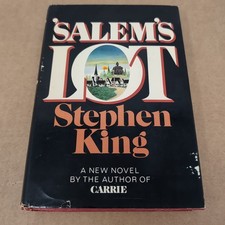 'SALEM'S
LOT
Stephen
King
A NEW NOVEL
BY THE AUTHOR OF
CARRIE